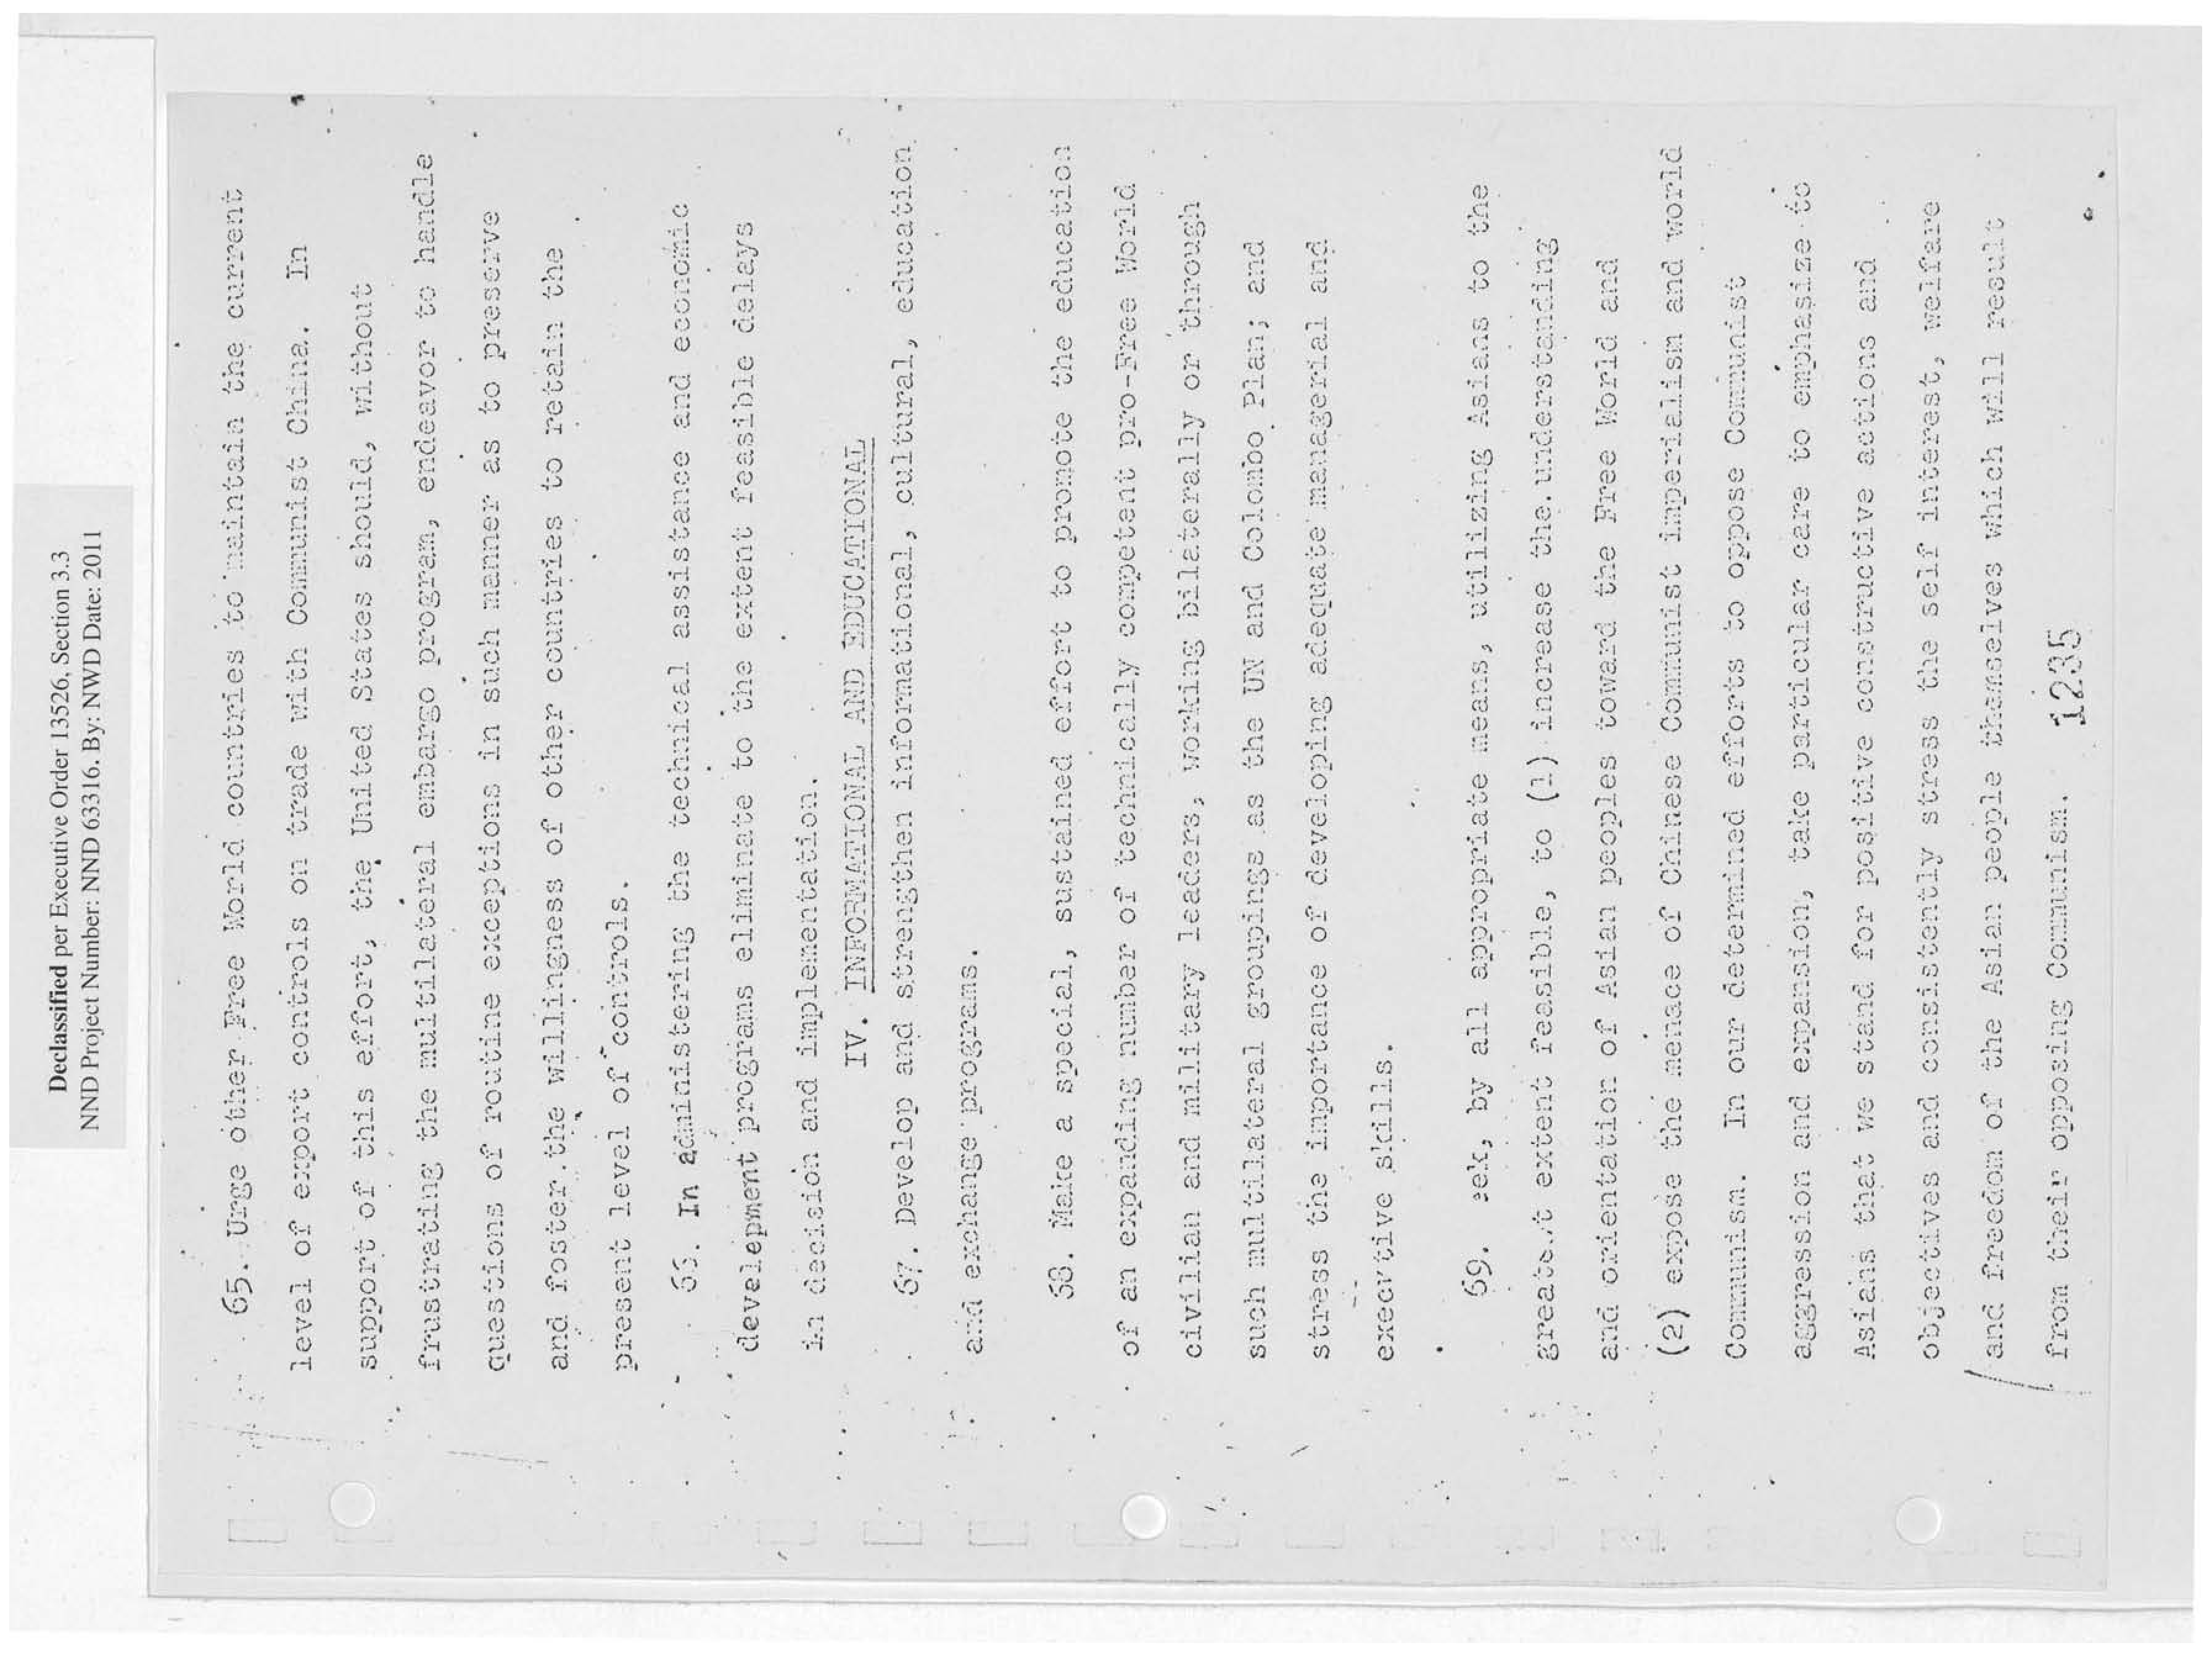 Declassified per Executive Order 13526, Section 3.3
NND Project Number: NND 63316. By: NWD Date: 2011
65. Urge other Free World countries to maintain the current
level of export controls on trade with Communist China. In
support of this effort, the United States should, without
frustrating the multilateral embargo program, endeavor to handle
questions of routine exceptions in such manner as to preserve
and foster the willingness of other countries to retain the
present level of controls.
66. In administering the technical assistance and economic
develepment programs eliminate to the extent feasible delays
in decision and implementation.
IV. INFORMATIONAL AND EDUCATIONAL
67. Develop and strengthen informational, cultural, education
and exchange programs.
68. Make a special, sustained effort to promote the education
of an expanding number of technically competent pro-Free World
civilian and military leaders, working bilaterally or through
such multilateral groupings as the UN and Colombo Plan; and
stress the importance of developing adequate managerial and
executive skills.
69. eek, by all appropriate means, utilizing Asians to the
greatest extent feasible, to (1) increase the understanding
and orientation of Asian peoples toward the Free World and
(2) expose the menace of Chinese Communist imperialism and world
Communism. In our determined efforts to oppose Communist
aggression and expansion, take particular care to emphasize to
Asians that we stand for positive constructive actions and
objectives and consistently stress the self interest, welfare
and freedom of the Asian people themselves which will result
from their opposing Communism.
1235